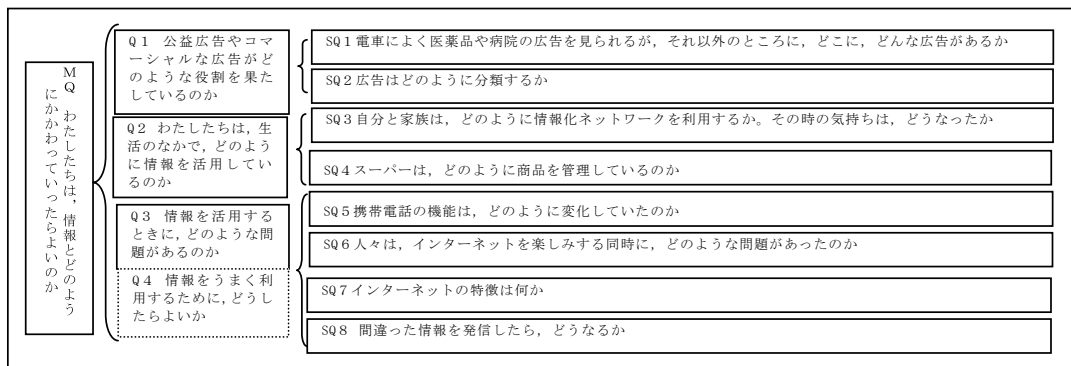 MQ わたしたちは，情報とどのよう
にかかわっていったらよいのか
Q1 公益広告やコマ
ーシャルな広告がど
のような役割を果た
しているのか
SQ1電車によく医薬品や病院の広告を見られるが，それ以外のところに，どこに，どんな広告があるか
SQ2広告はどのように分類するか
Q2 わたしたちは，生
活のなかで，どのよう
に情報を活用してい
るのか
SQ3自分と家族は，どのように情報化ネットワークを利用するか。その時の気持ちは，どうなったか
SQ4スーパーは，どのように商品を管理しているのか
Q3 情報を活用する
ときに，どのような問
題があるのか
Q4 情報をうまく利
用するために，どうし
たらよいか
SQ5携帯電話の機能は，どのように変化していたのか
SQ6人々は，インターネットを楽しみする同時に，どのような問題があったのか
SQ7インターネットの特徴は何か
SQ8 間違った情報を発信したら，どうなるか